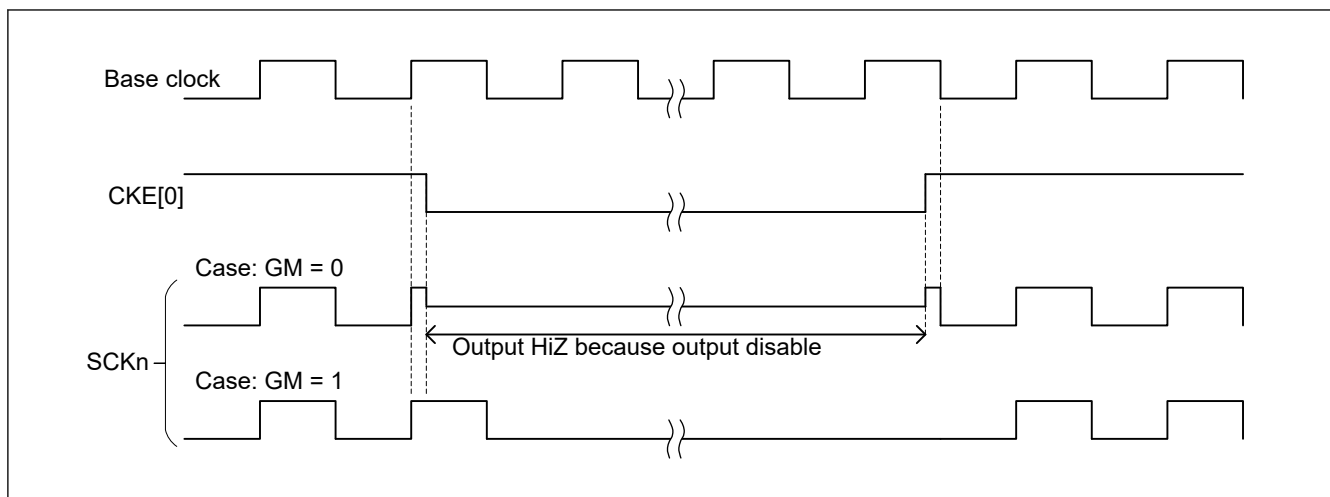 Base clock
CKE[0]
Case: GM = 0
Output HiZ because output disable
SCKn
Case: GM = 1